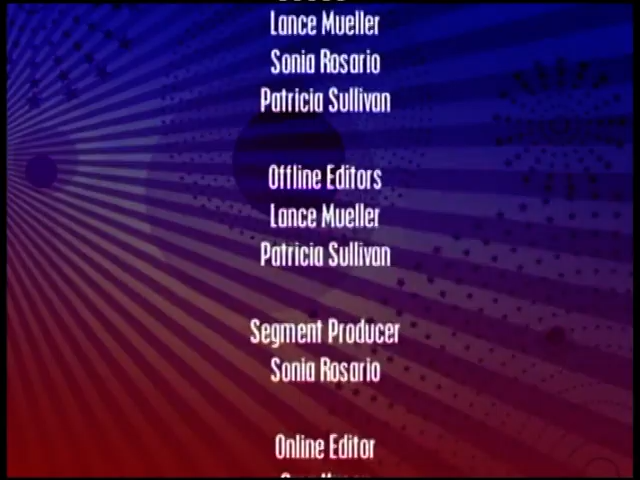 Lance Mueller
Sonia Rosario
Patricia Sullivan
Offline Editors
Lance Mueller
Patricia Sullivan
Segment Producer
Sonia Rosario
Online Editor